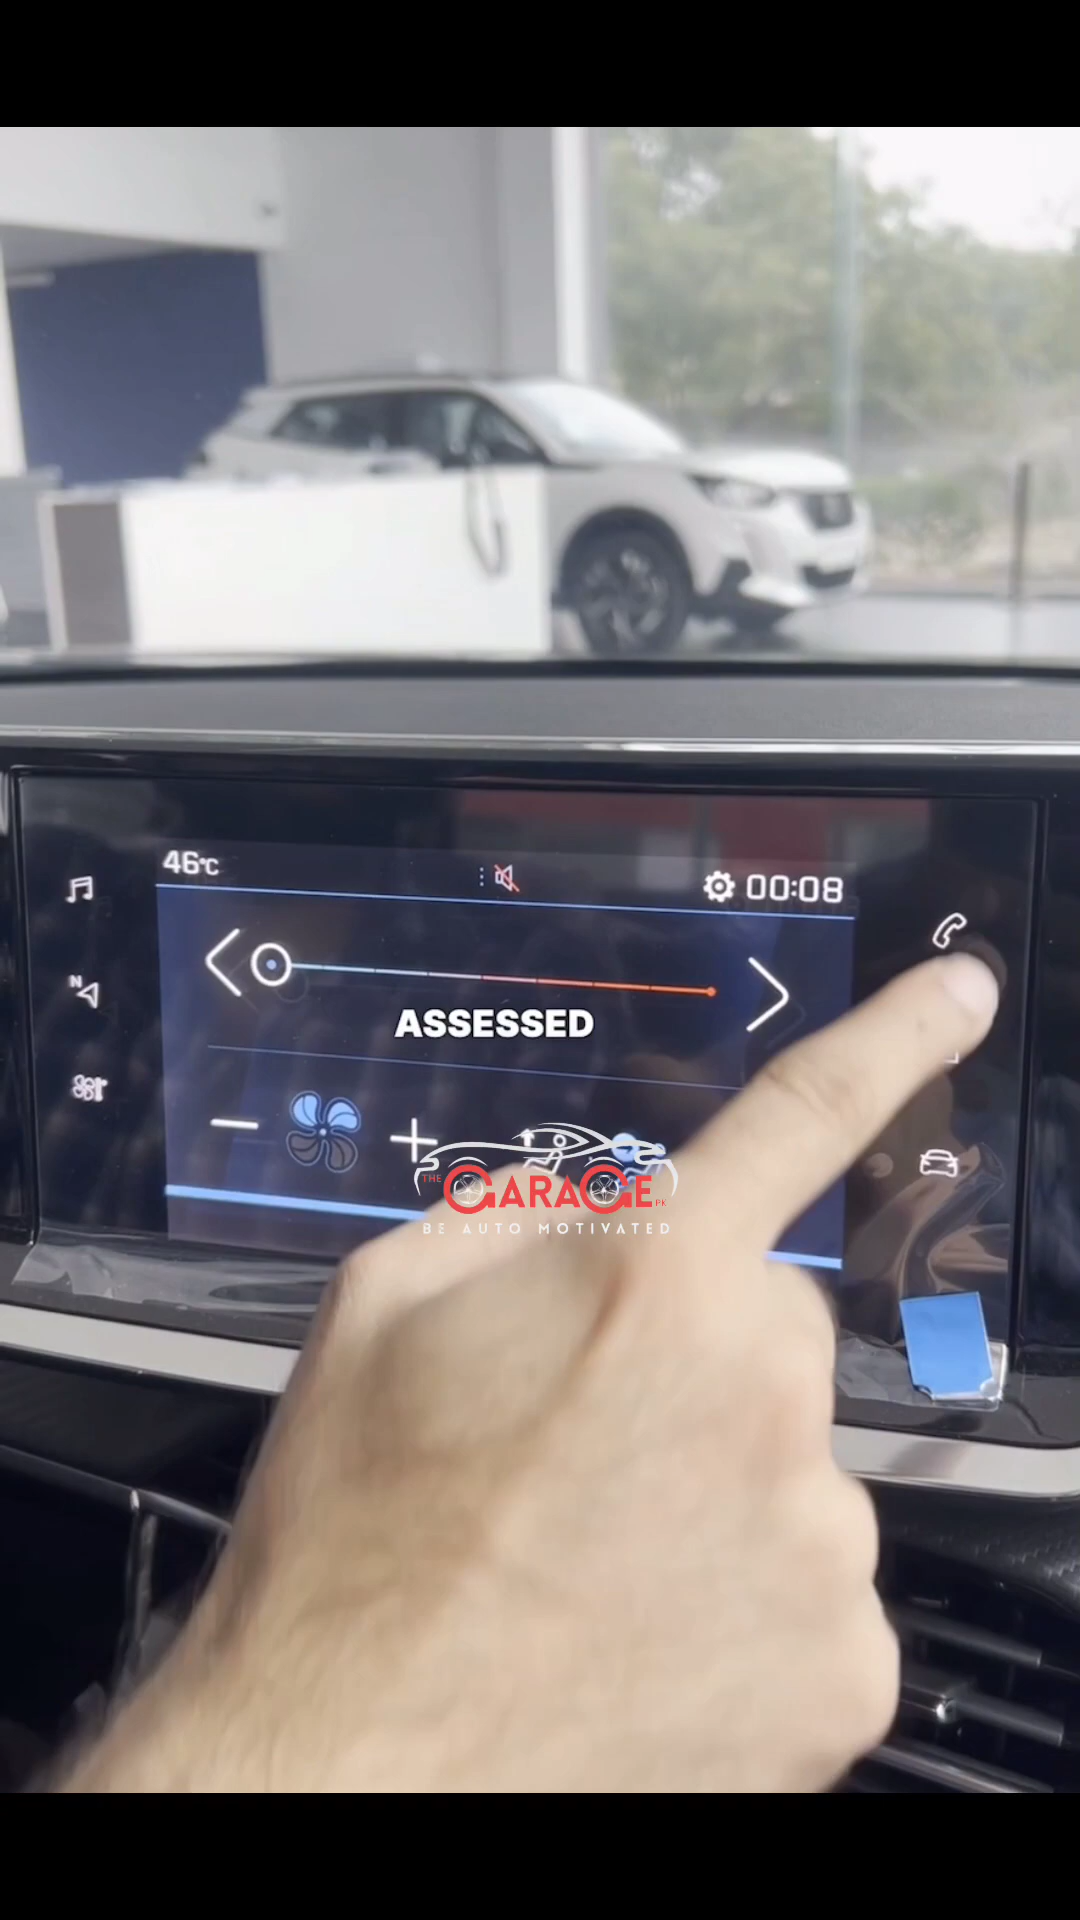 46°C
00:08
N
ASSESSED
THE GARAGE PK
BE AUTO MOTIVATED